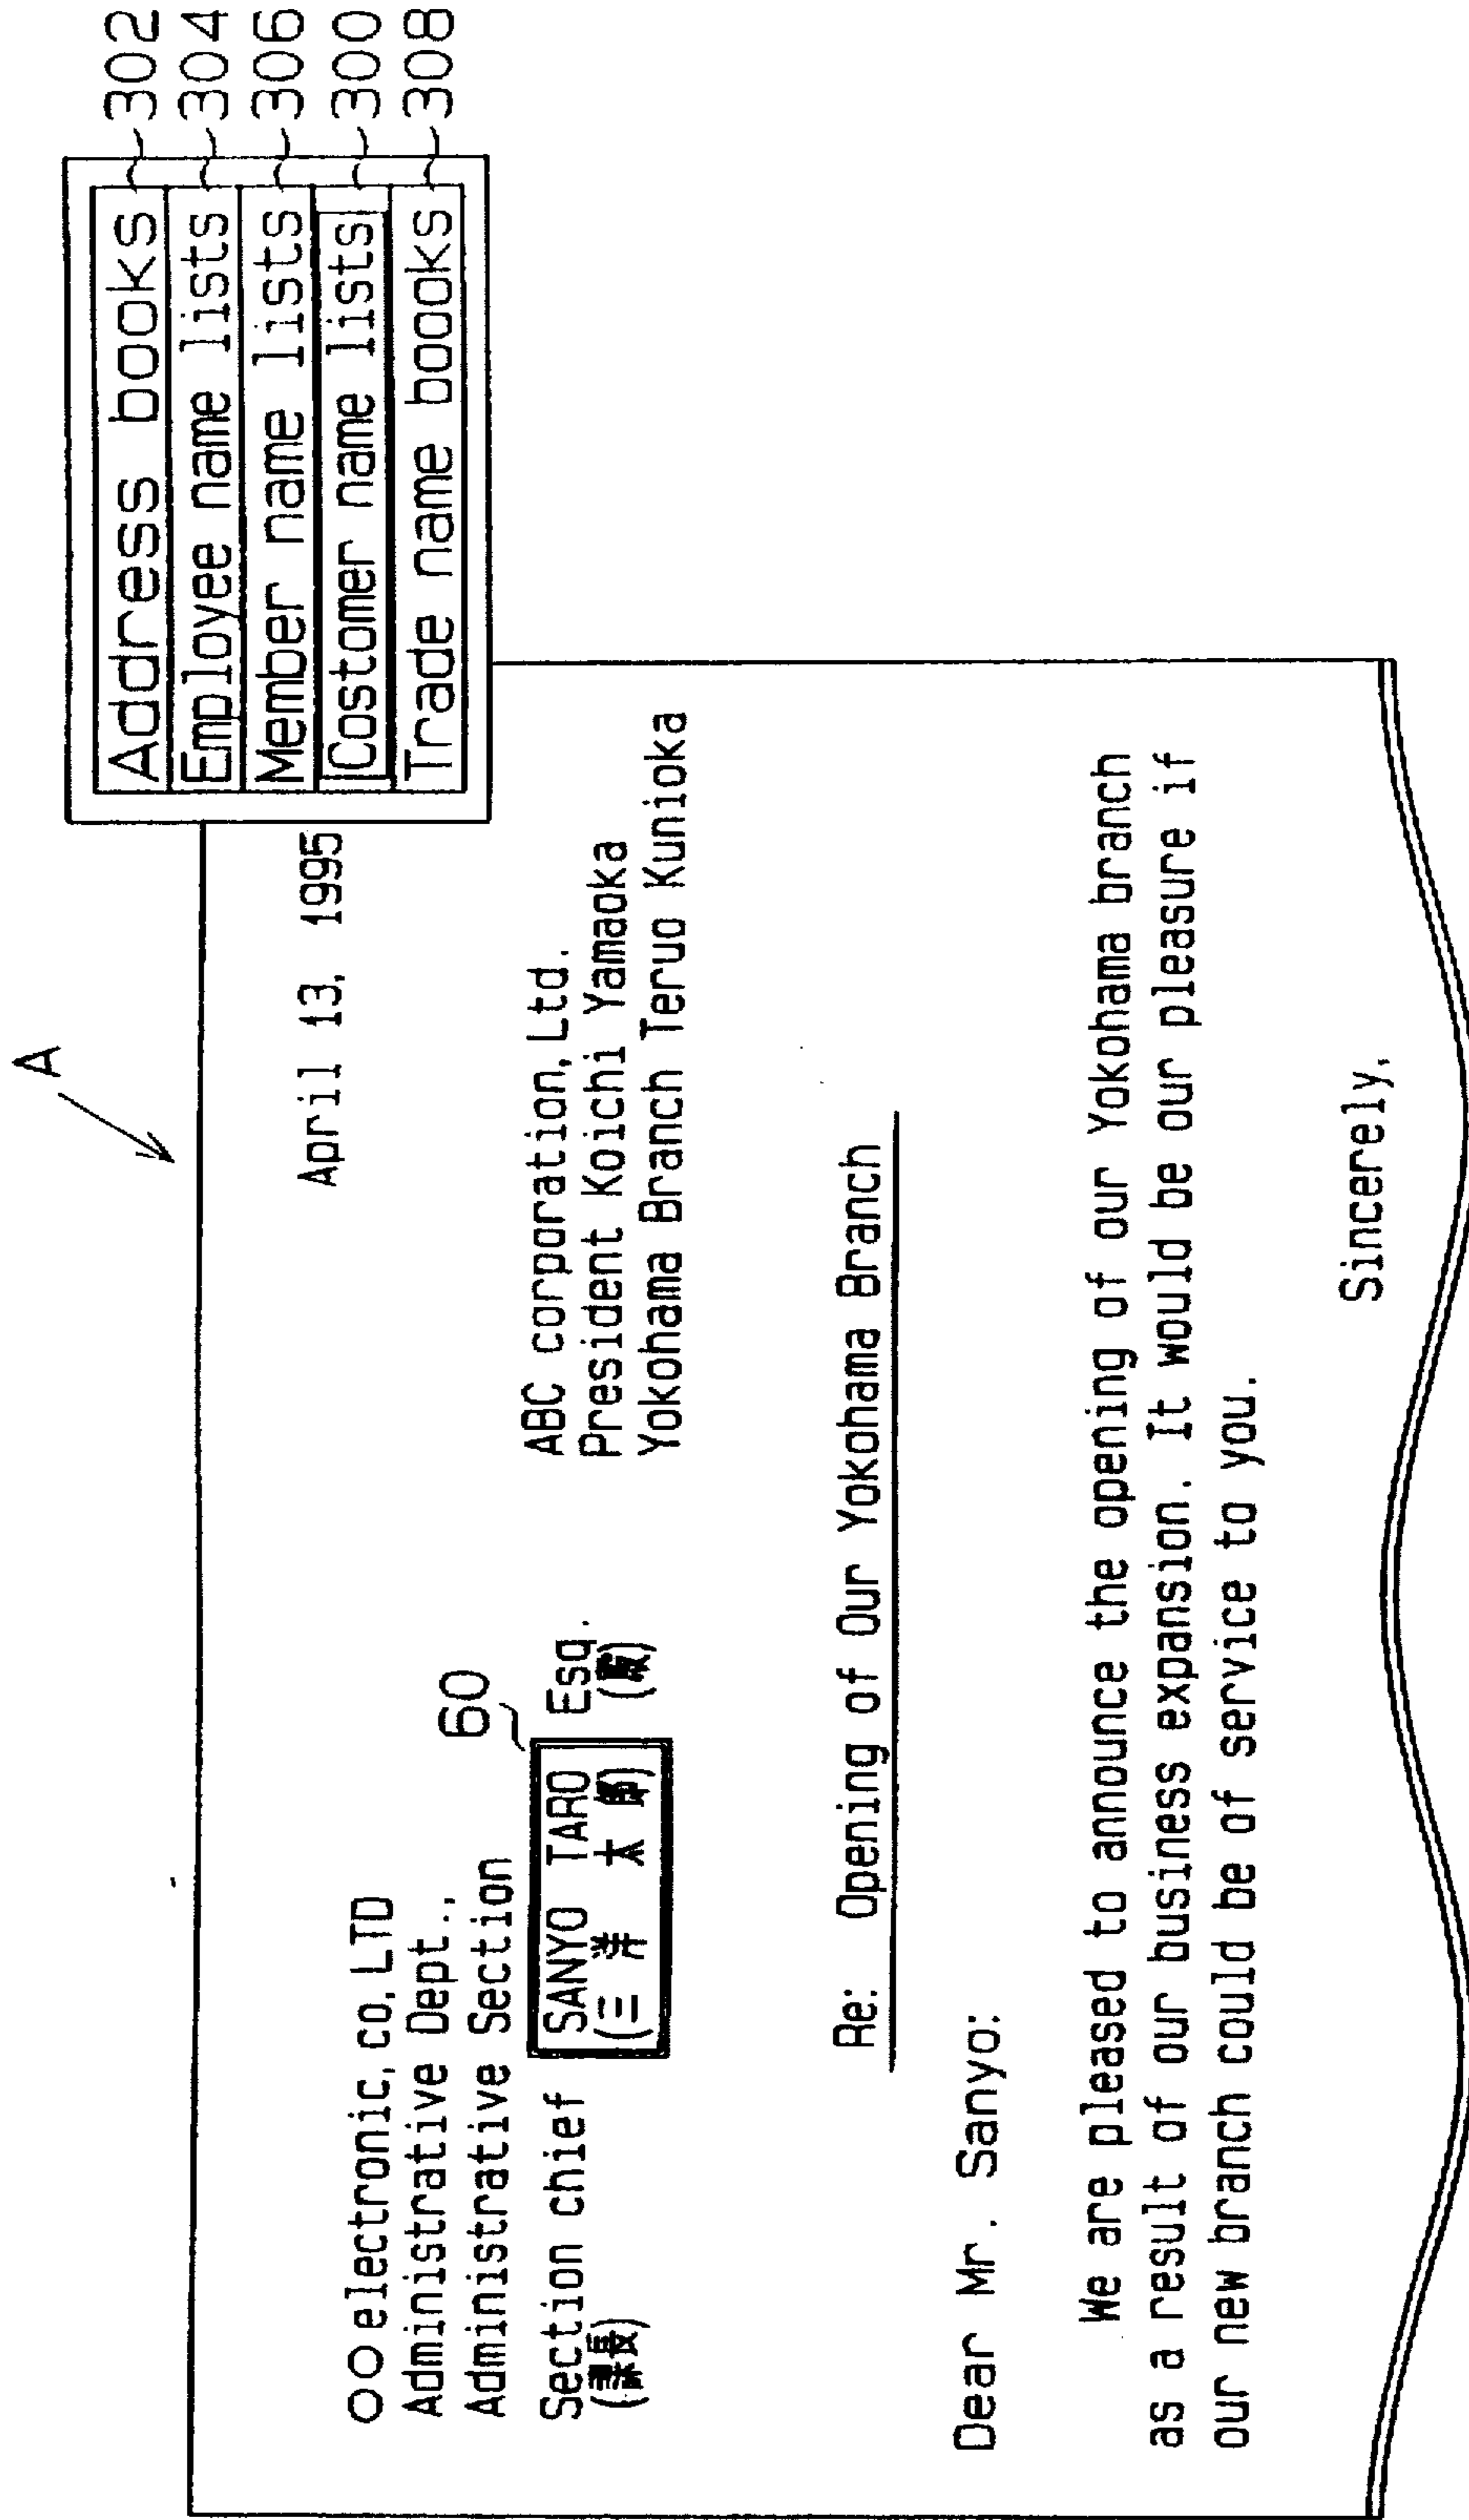 A
Address books 302
Employee name lists 304
Member name lists 306
Costomer name lists 300
Trade name books 308
April 13, 1995
○○electronic,co,LTD
Administrative Dept.,
Administrative Section
60
Section chief SANYO TARO Esq.
(課長) (三洋 太郎) (殿)
ABC corporation,Ltd.
President Koichi Yamaoka
Yokohama Branch Teruo Kunioka
Re: Opening of Our Yokohama Branch
Dear Mr. Sanyo:
We are pleased to announce the opening of our Yokohama branch
as a result of our business expansion. It would be our pleasure if
our new branch could be of service to you.
Sincerely,